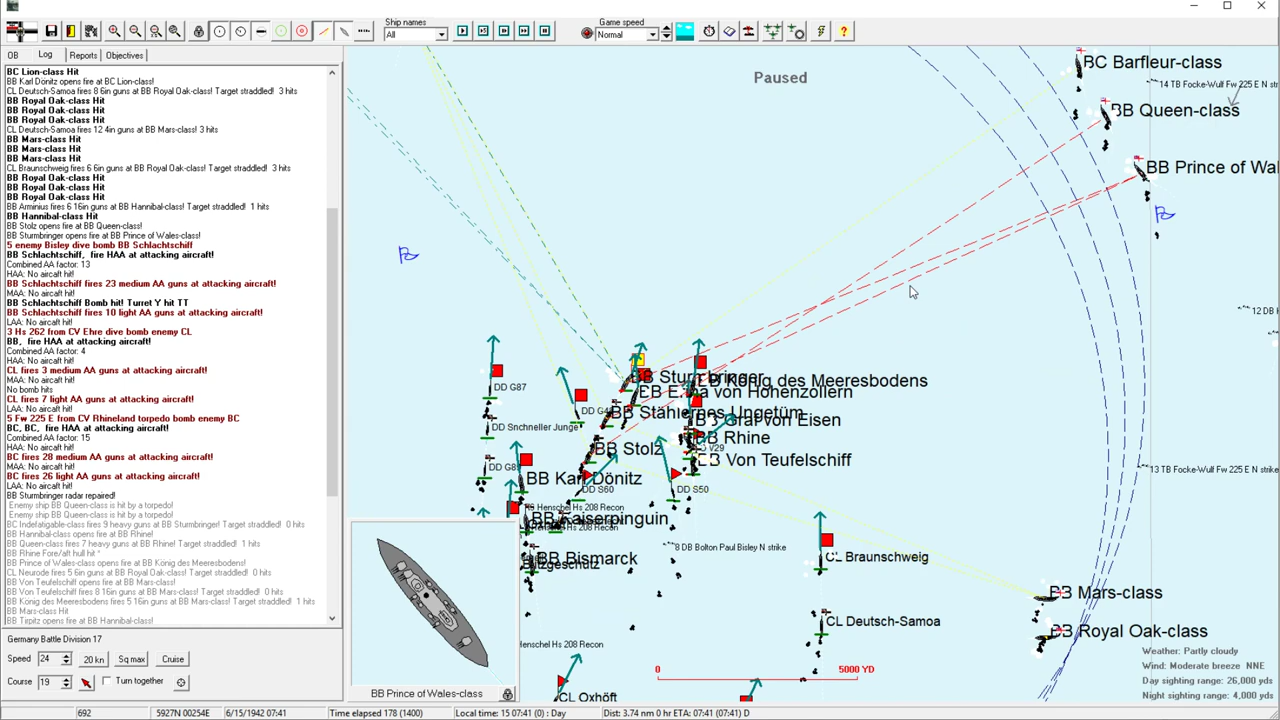 Ship names
All
Game speed
Normal
OB
Log
Reports
Objectives
BC Lion-class Hit
BB Karl Dönitz opens fire at BC Lion-class!
CL Deutsch-Samoa fires 8 6in guns at BB Royal Oak-class! Target straddled!  3 hits
BB Royal Oak-class Hit
BB Royal Oak-class Hit
BB Royal Oak-class Hit
CL Deutsch-Samoa fires 12 4in guns at BB Mars-class! 3 hits
BB Mars-class Hit
BB Mars-class Hit
BB Mars-class Hit
CL Braunschweig fires 6 6in guns at BB Royal Oak-class! Target straddled!  3 hits
BB Royal Oak-class Hit
BB Royal Oak-class Hit
BB Royal Oak-class Hit
BB Arminius fires 6 16in guns at BB Hannibal-class! Target straddled!  1 hits
BB Hannibal-class Hit
BB Stolz opens fire at BB Queen-class!
BB Sturmbringer opens fire at BB Prince of Wales-class!
5 enemy Bisley dive bomb BB Schlachtschiff
BB Schlachtschiff,  fire HAA at attacking aircraft!
Combined AA factor: 13
HAA: No aircaft hit!
BB Schlachtschiff fires 23 medium AA guns at attacking aircraft!
MAA: No aircaft hit!
BB Schlachtschiff Bomb hit! Turret Y hit TT
BB Schlachtschiff fires 10 light AA guns at attacking aircraft!
LAA: No aircaft hit!
3 Hs 262 from CV Ehre dive bomb enemy CL
BB,  fire HAA at attacking aircraft!
Combined AA factor: 4
HAA: No aircaft hit!
CL fires 3 medium AA guns at attacking aircraft!
MAA: No aircaft hit!
No bomb hits
CL fires 7 light AA guns at attacking aircraft!
LAA: No aircaft hit!
5 Fw 225 E from CV Rhineland torpedo bomb enemy BC
BC, BC,  fire HAA at attacking aircraft!
Combined AA factor: 15
HAA: No aircaft hit!
BC fires 28 medium AA guns at attacking aircraft!
MAA: No aircaft hit!
BC fires 26 light AA guns at attacking aircraft!
LAA: No aircaft hit!
BB Sturmbringer radar repaired!
Enemy ship BB Queen-class is hit by a torpedo!
Enemy ship BB Queen-class is hit by a torpedo!
BC Indefatigable-class fires 9 heavy guns at BB Sturmbringer! Target straddled!  0 hits
BB Hannibal-class opens fire at BB Rhine!
BB Queen-class fires 7 heavy guns at BB Rhine! Target straddled!  1 hits
BB Rhine Fore/aft hull hit *
BB Prince of Wales-class opens fire at BB König des Meeresbodens!
CL Neurode fires 5 6in guns at BB Royal Oak-class! Target straddled!  0 hits
BB Von Teufelschiff opens fire at BB Mars-class!
BB Von Teufelschiff fires 8 16in guns at BB Mars-class! Target straddled!  0 hits
BB König des Meeresbodens fires 5 16in guns at BB Mars-class! Target straddled!  1 hits
BB Mars-class Hit
BB Tirpitz opens fire at BB Hannibal-class!
Germany Battle Division 17
Speed
24
20 kn
Sq max
Cruise
Course
19
Turn together
Paused
BC Barfleur-class
14 TB Focke-Wulf Fw 225 E n str
BB Queen-class
BB Prince of Wal
12 DB
BB Sturmbringer
BB König des Meeresbodens
von Hohenzollern
DD G87
BB Stählernes Ungetüm
Graf von Eisen
DD Snchneller Junge
BB Rhine
V29
BB Stolz
BB Von Teufelschiff
13 TB Focke-Wulf Fw 225 E n str
BB Karl Dönitz
DD S60
DD S50
Henschel Hs 208 Recon
BB Kaiserpinguin
8 DB Bolton Paul Bisley N strike
BB Bismarck
Blitzgeschutz
CL Braunschweig
BB Mars-class
CL Deutsch-Samoa
BB Royal Oak-class
Henschel Hs 208 Recon
CL Oxhöft
0
5000 YD
Weather: Partly cloudy
Wind: Moderate breeze  NNE
Day sighting range: 26,000 yds
Night sighting range: 4,000 yds
BB Prince of Wales-class
692
5927N 00254E
6/15/1942 07:41
Time elapsed 178 (1400)
Local time: 15 07:41 (0) : Day
Dist: 3.74 nm 0 hr ETA: 07:41 (07:41) D